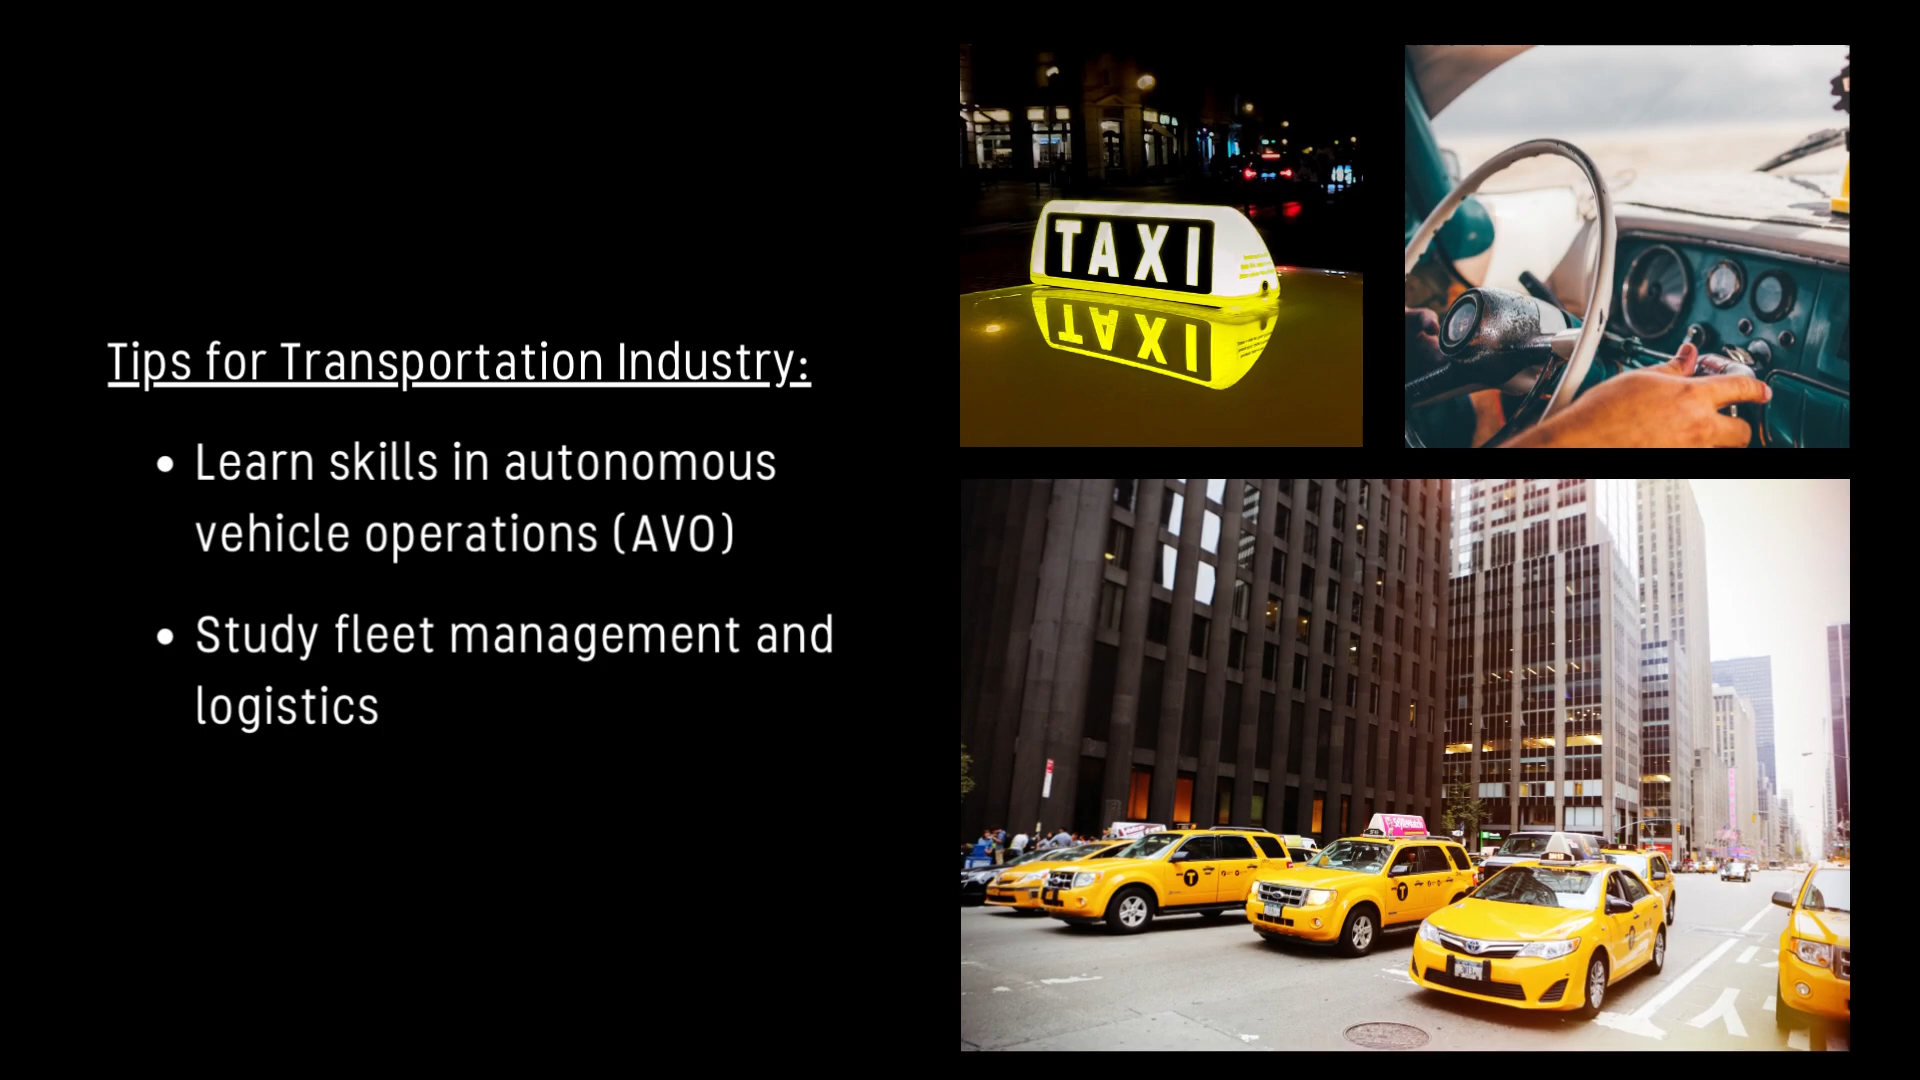 Tips for Transportation Industry:
• Learn skills in autonomous
vehicle operations (AVO)
• Study fleet management and
logistics
TAXI
T
T